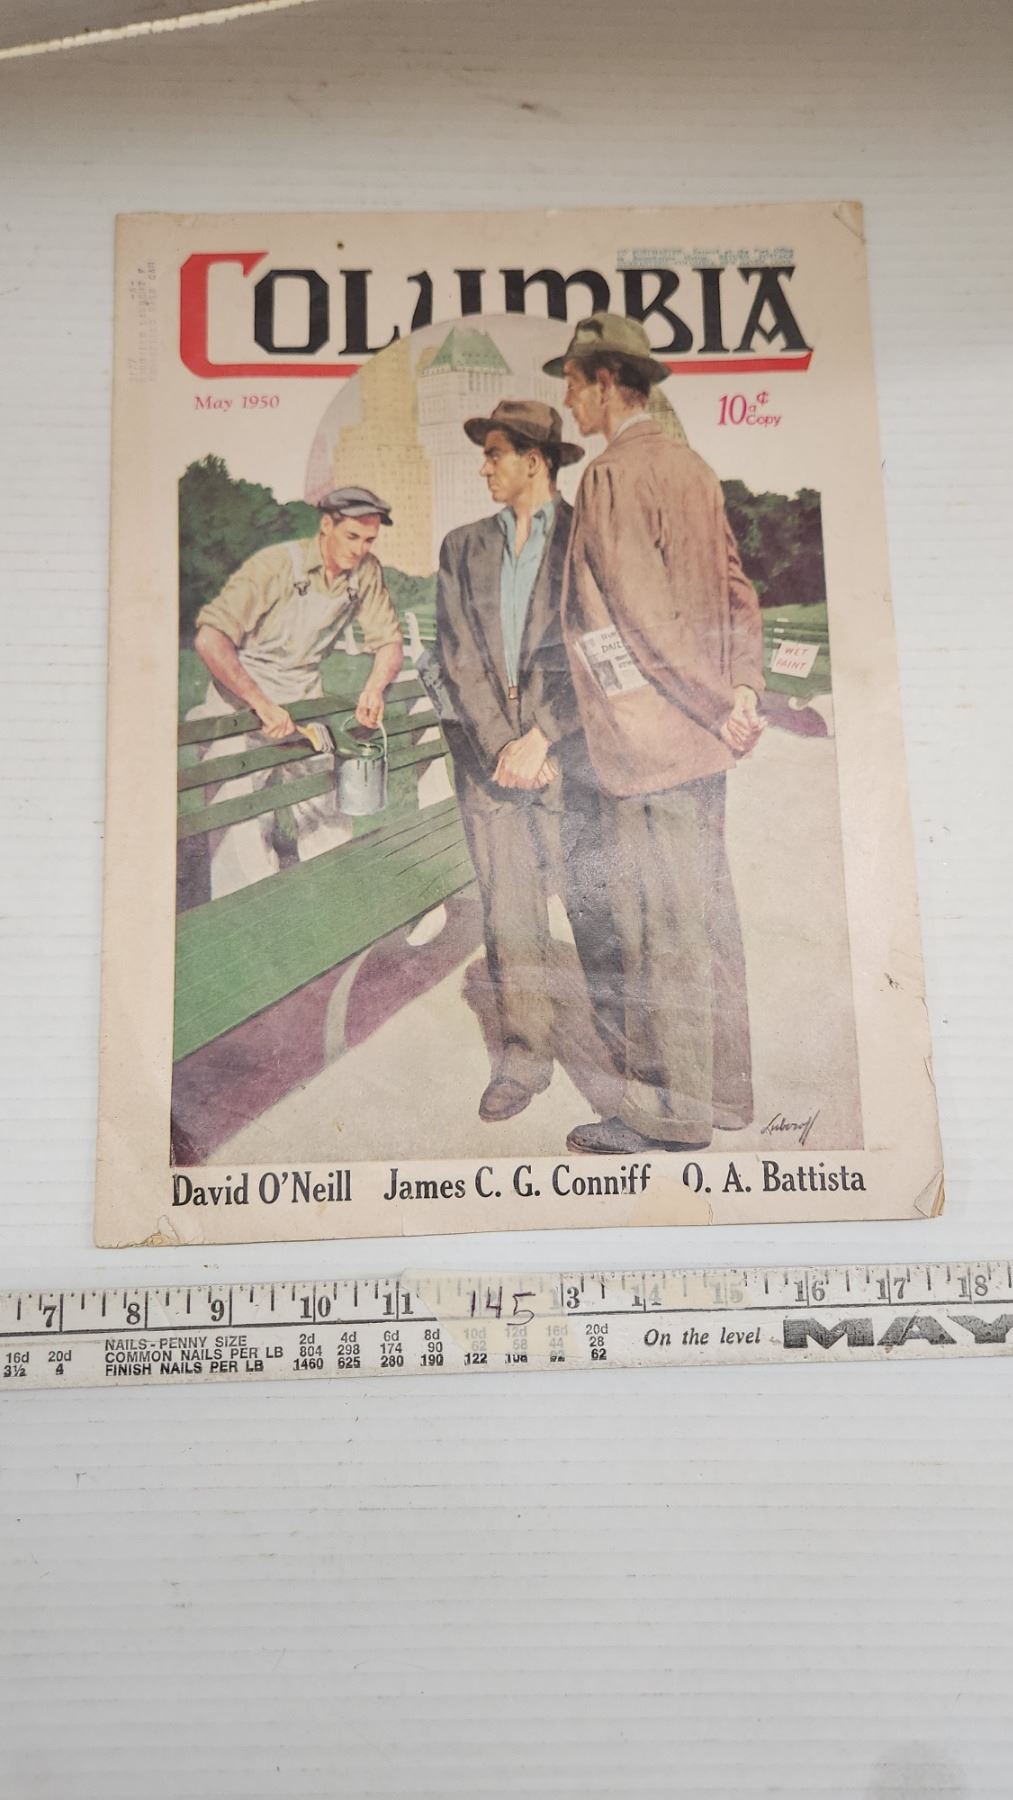 COLUMBIA
May 1950
10¢
a Copy
DAIL
WET
PAINT
Luboroff
David O'Neill James C. G. Conniff O. A. Battista
7 8 9 10 11 145 13 14 15 16 17 18
NAILS-PENNY SIZE 2d 4d 6d 8d 10d 12d 16d 20d
16d 20d COMMON NAILS PER LB 804 298 174 90 62 58 44 28
3½ 4 FINISH NAILS PER LB 1460 625 280 190 122 108 62
On the level MAY